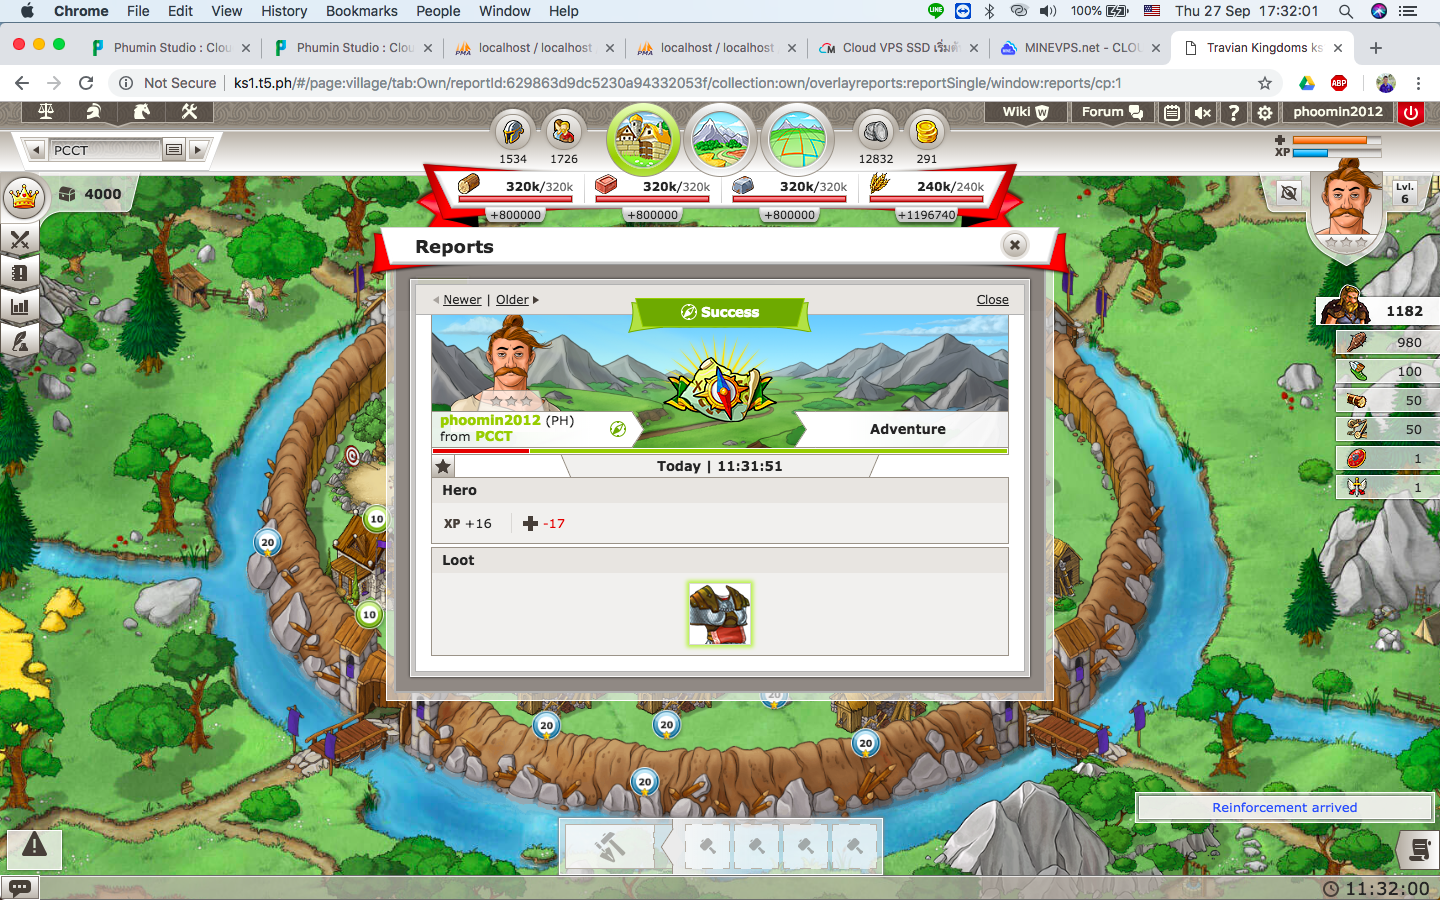 Chrome File Edit View History Bookmarks People Window Help 100% Thu 27 Sep 17:32:01
Phumin Studio : Clou
Phumin Studio : Clou
localhost / localhost
localhost / localhost
MINEVPS.net - CLOU
Travian Kingdoms ks
Not Secure ks1.t5.ph/#/page:village/tab:Own/reportId:629863d9dc5230a94332053f/collection:own/overlayreports:reportSingle/window:reports/cp:1
ABP
Wiki Forum ? phoomin2012
PCCT
1534 1726 12832 291
XP
4000
320k/320k 320k/320k 320k/320k 240k/240k
+800000 +800000 +800000 +1196740
Lvl.
6
Reports
Newer | Older Close
Success
phoomin2012 (PH)
from PCCT
Adventure
Today | 11:31:51
Hero
XP +16 -17
Loot
1182
980
100
50
50
1
1
20
10
10
20
20
20
20
20
Reinforcement arrived
11:32:00